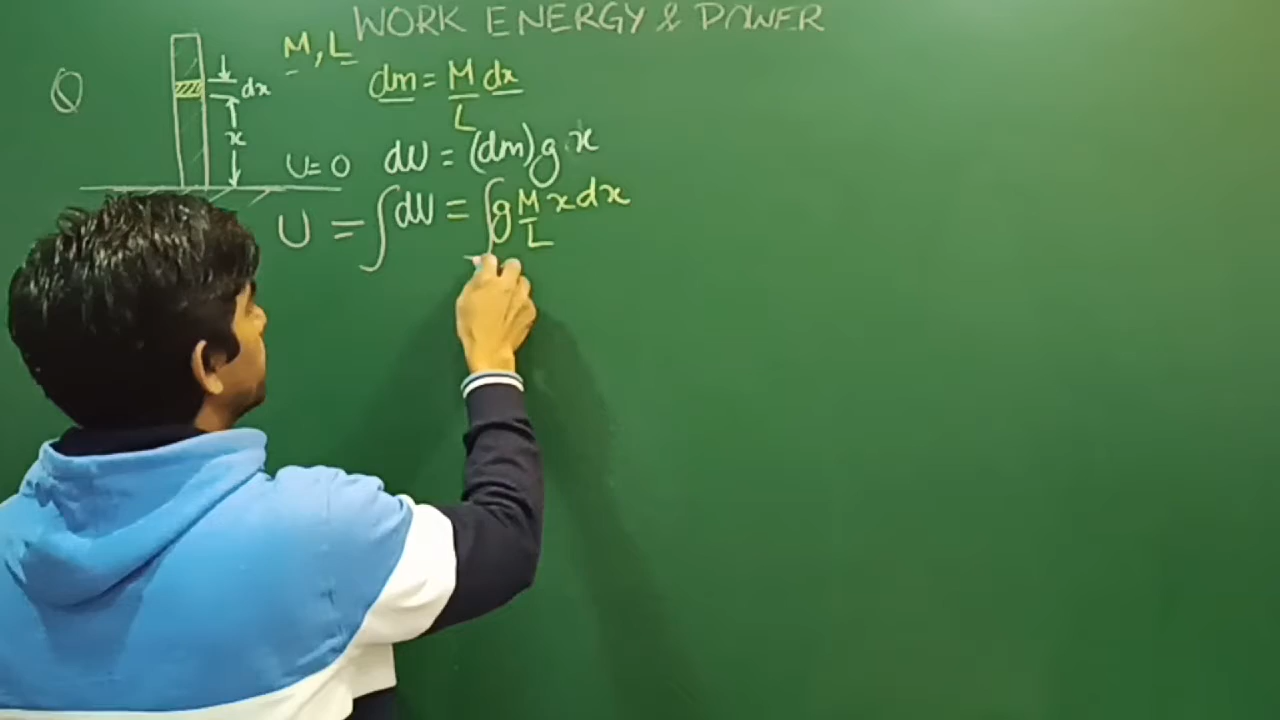 WORK ENERGY & POWER
Q
M, L
dx
x
U=0
dm = M/L dx
dU = (dm)g x
U = ∫dU = ∫g M/L x dx